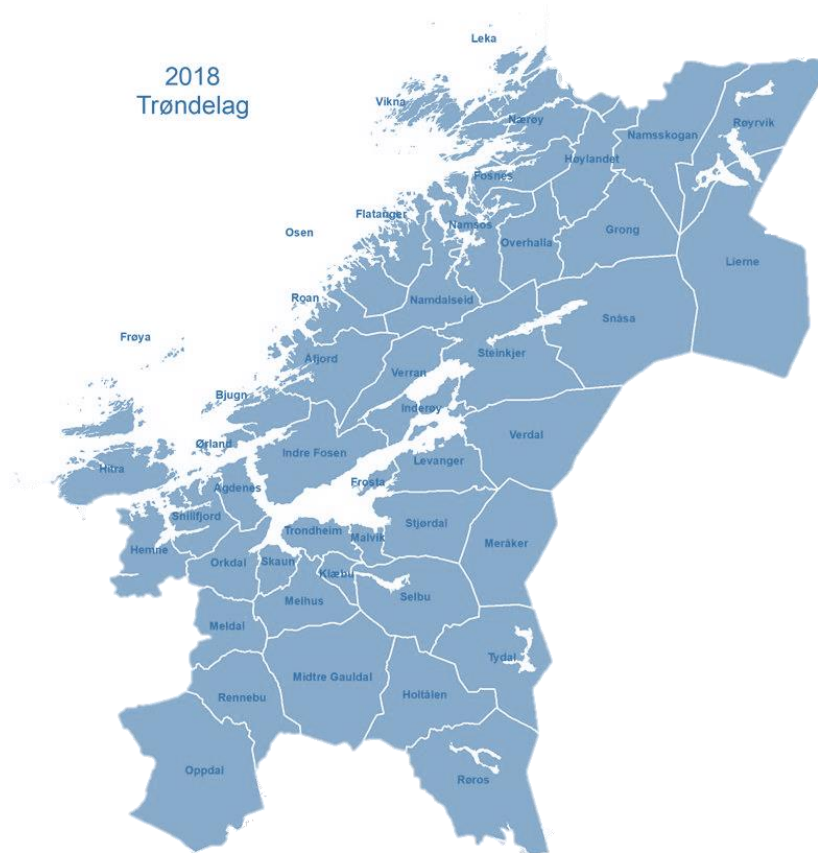 Leka
2018
Trøndelag
Vikna
Nærøy
Namsskogan
Røyrvik
Høylandet
Fosnes
Flatanger
Namsos
Osen
Overhalla
Grong
Lierne
Roan
Namdalseid
Snåsa
Frøya
Åfjord
Verran
Steinkjer
Bjugn
Inderøy
Ørland
Indre Fosen
Verdal
Hitra
Levanger
Agdenes
Frosta
Snillfjord
Trondheim
Malvik
Stjørdal
Hemne
Meråker
Orkdal
Skaun
Klæbu
Melhus
Selbu
Meldal
Tydal
Midtre Gauldal
Rennebu
Holtålen
Oppdal
Røros